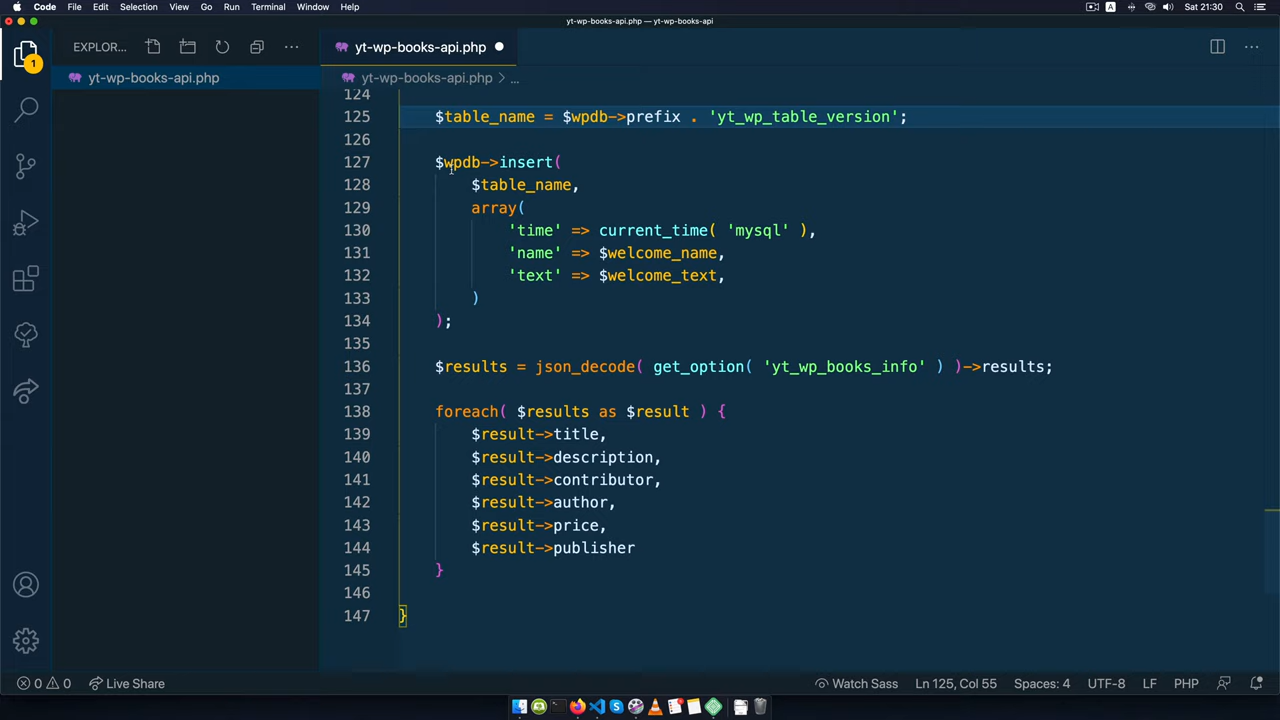 Code File Edit Selection View Go Run Terminal Window Help A Sat 21:30
yt-wp-books-api.php — yt-wp-books-api
EXPLOR... yt-wp-books-api.php
1
yt-wp-books-api.php yt-wp-books-api.php > ...
124
125 $table_name = $wpdb->prefix . 'yt_wp_table_version';
126
127 $wpdb->insert(
128 $table_name,
129 array(
130 'time' => current_time( 'mysql' ),
131 'name' => $welcome_name,
132 'text' => $welcome_text,
133 )
134 );
135
136 $results = json_decode( get_option( 'yt_wp_books_info' ) )->results;
137
138 foreach( $results as $result ) {
139 $result->title,
140 $result->description,
141 $result->contributor,
142 $result->author,
143 $result->price,
144 $result->publisher
145 }
146
147 }
0 0 Live Share Watch Sass Ln 125, Col 55 Spaces: 4 UTF-8 LF PHP